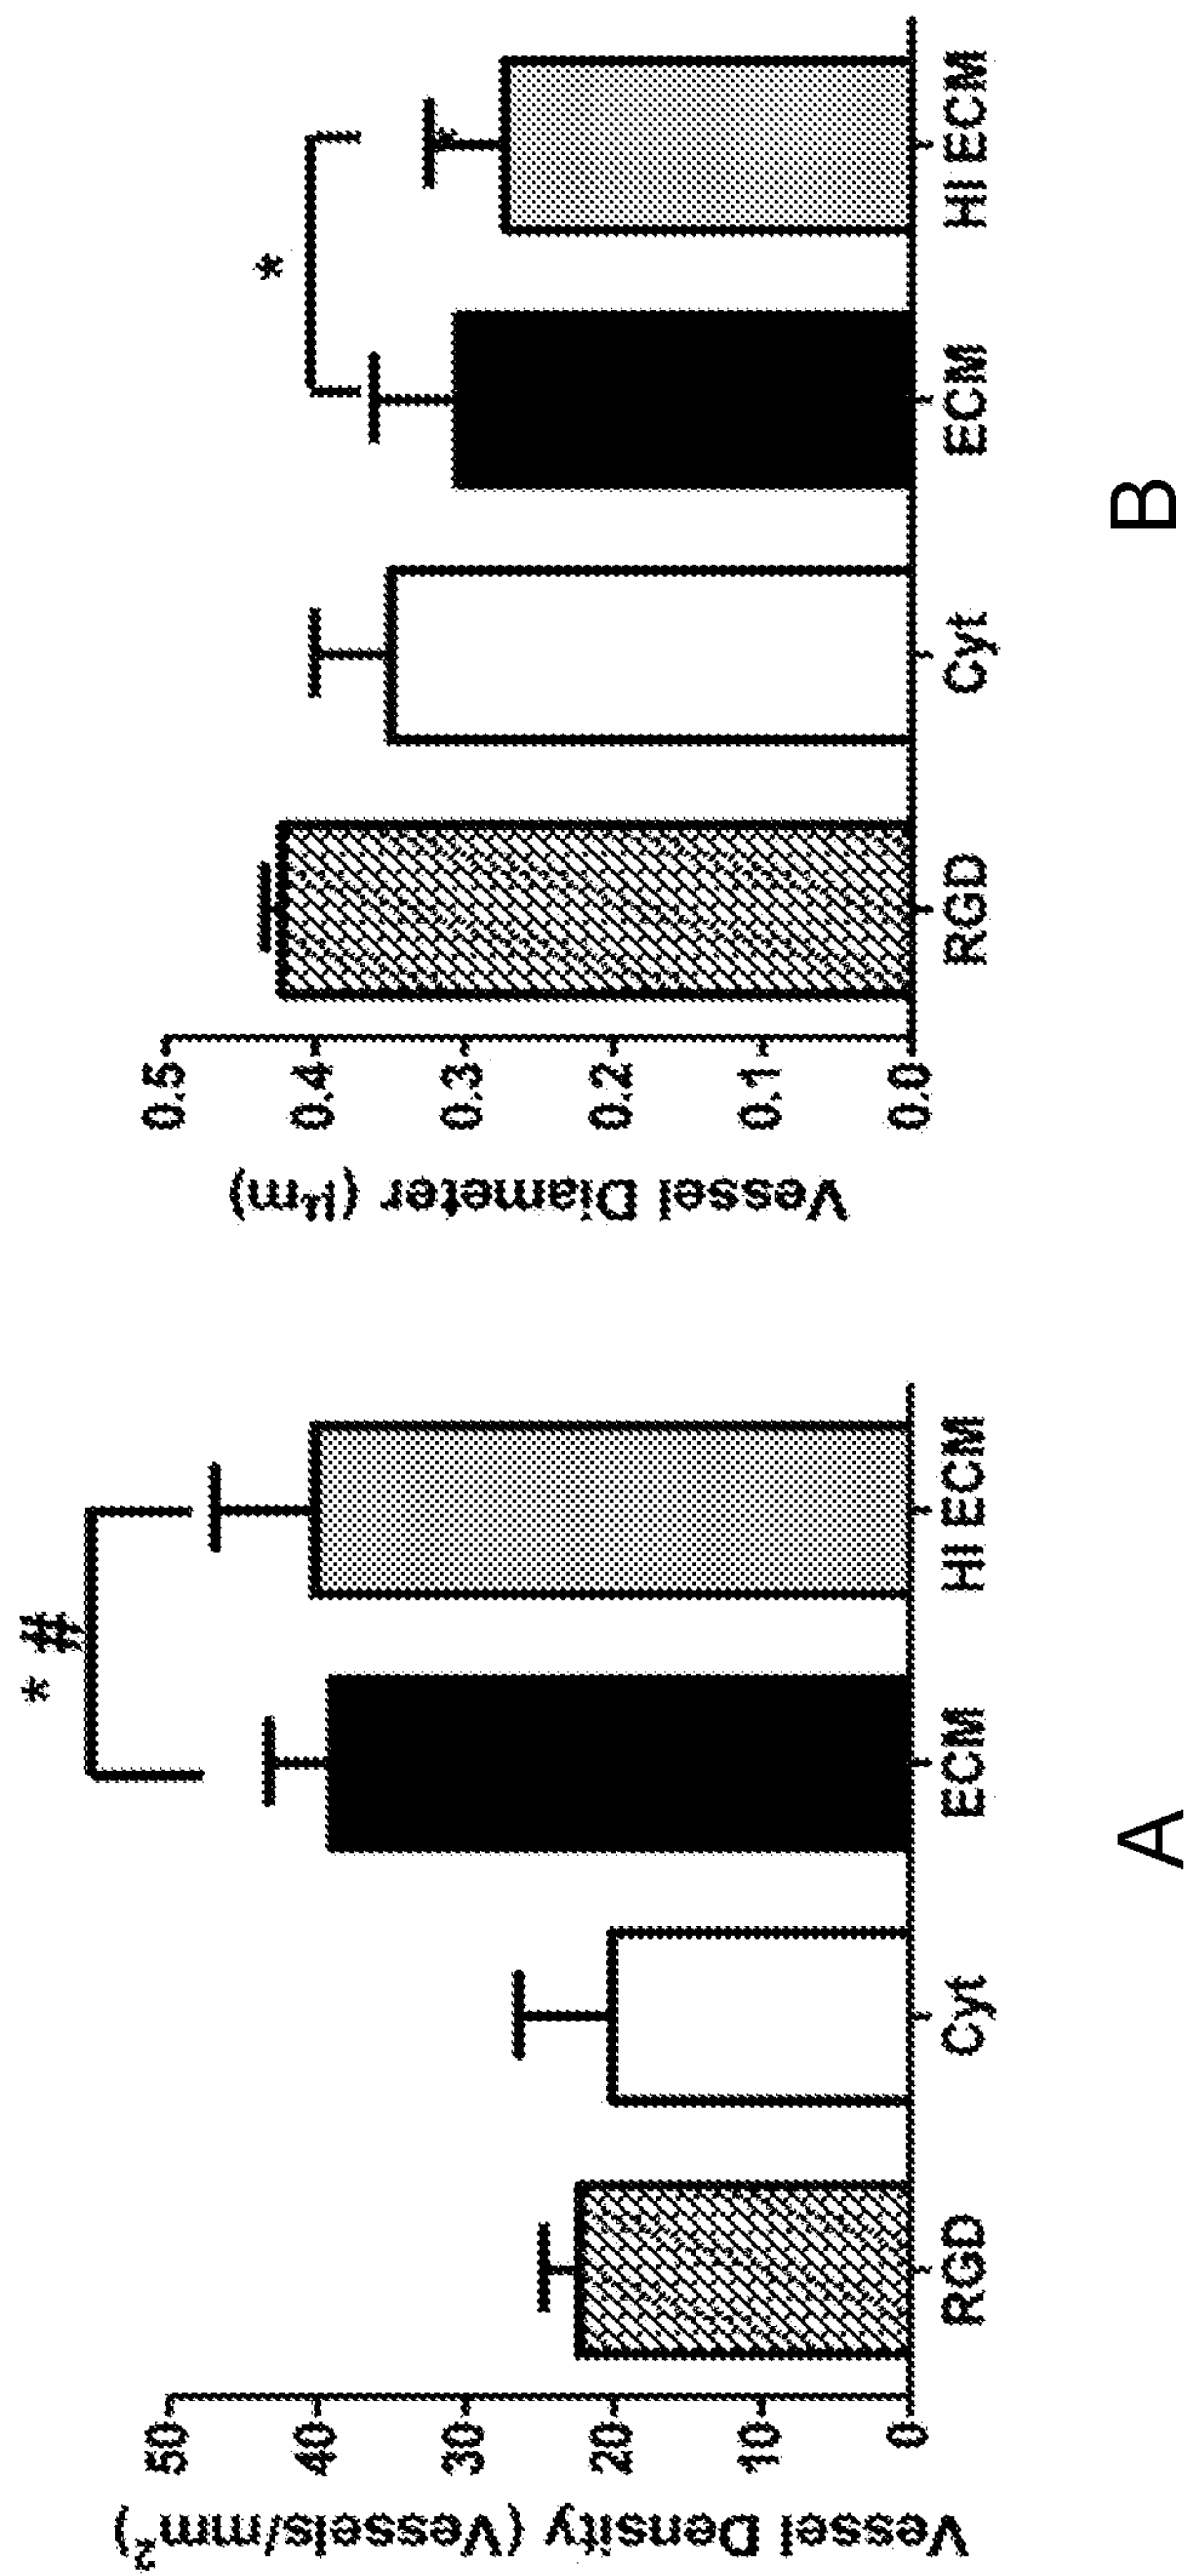 Vessel Density (Vessels/mm²)
50
40
30
20
10
0
* #
RGD
Cyt
ECM
HI ECM
A
Vessel Diameter (µm)
0.5
0.4
0.3
0.2
0.1
0.0
*
*
RGD
Cyt
ECM
HI ECM
B